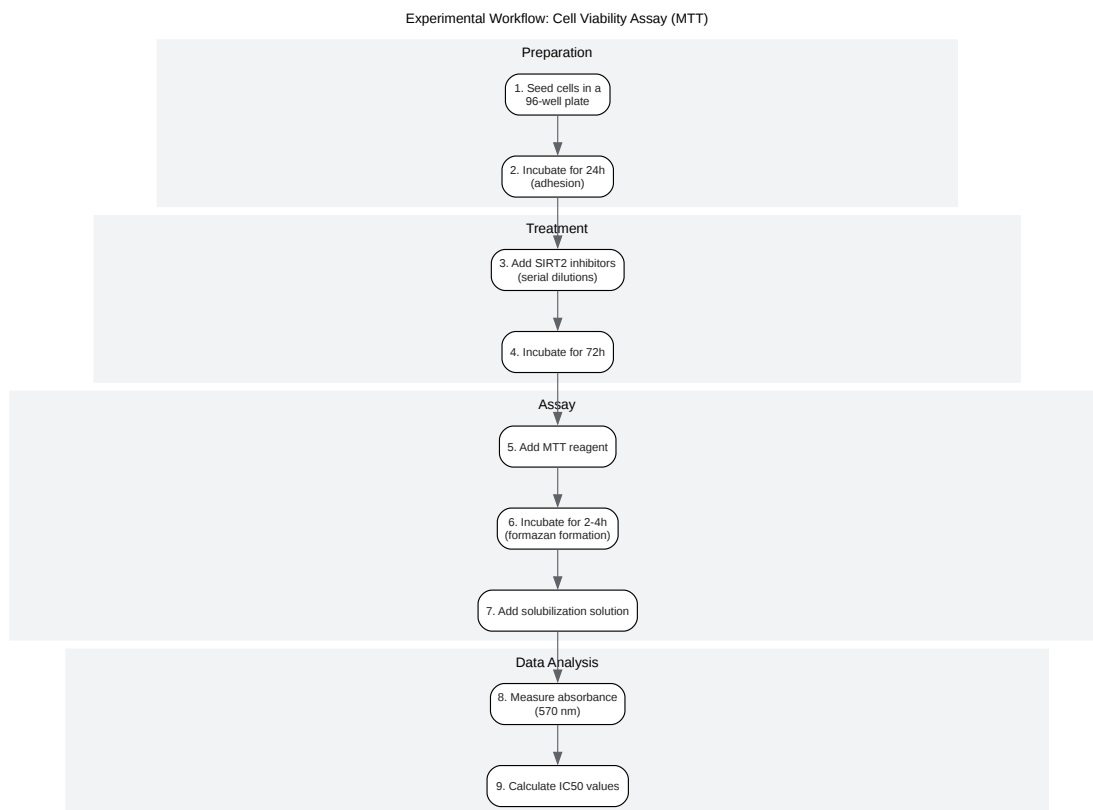 Experimental Workflow: Cell Viability Assay (MTT)
Preparation
1. Seed cells in a
96-well plate
2. Incubate for 24h
(adhesion)
Treatment
3. Add SIRT2 inhibitors
(serial dilutions)
4. Incubate for 72h
Assay
5. Add MTT reagent
6. Incubate for 2-4h
(formazan formation)
7. Add solubilization solution
Data Analysis
8. Measure absorbance
(570 nm)
9. Calculate IC50 values